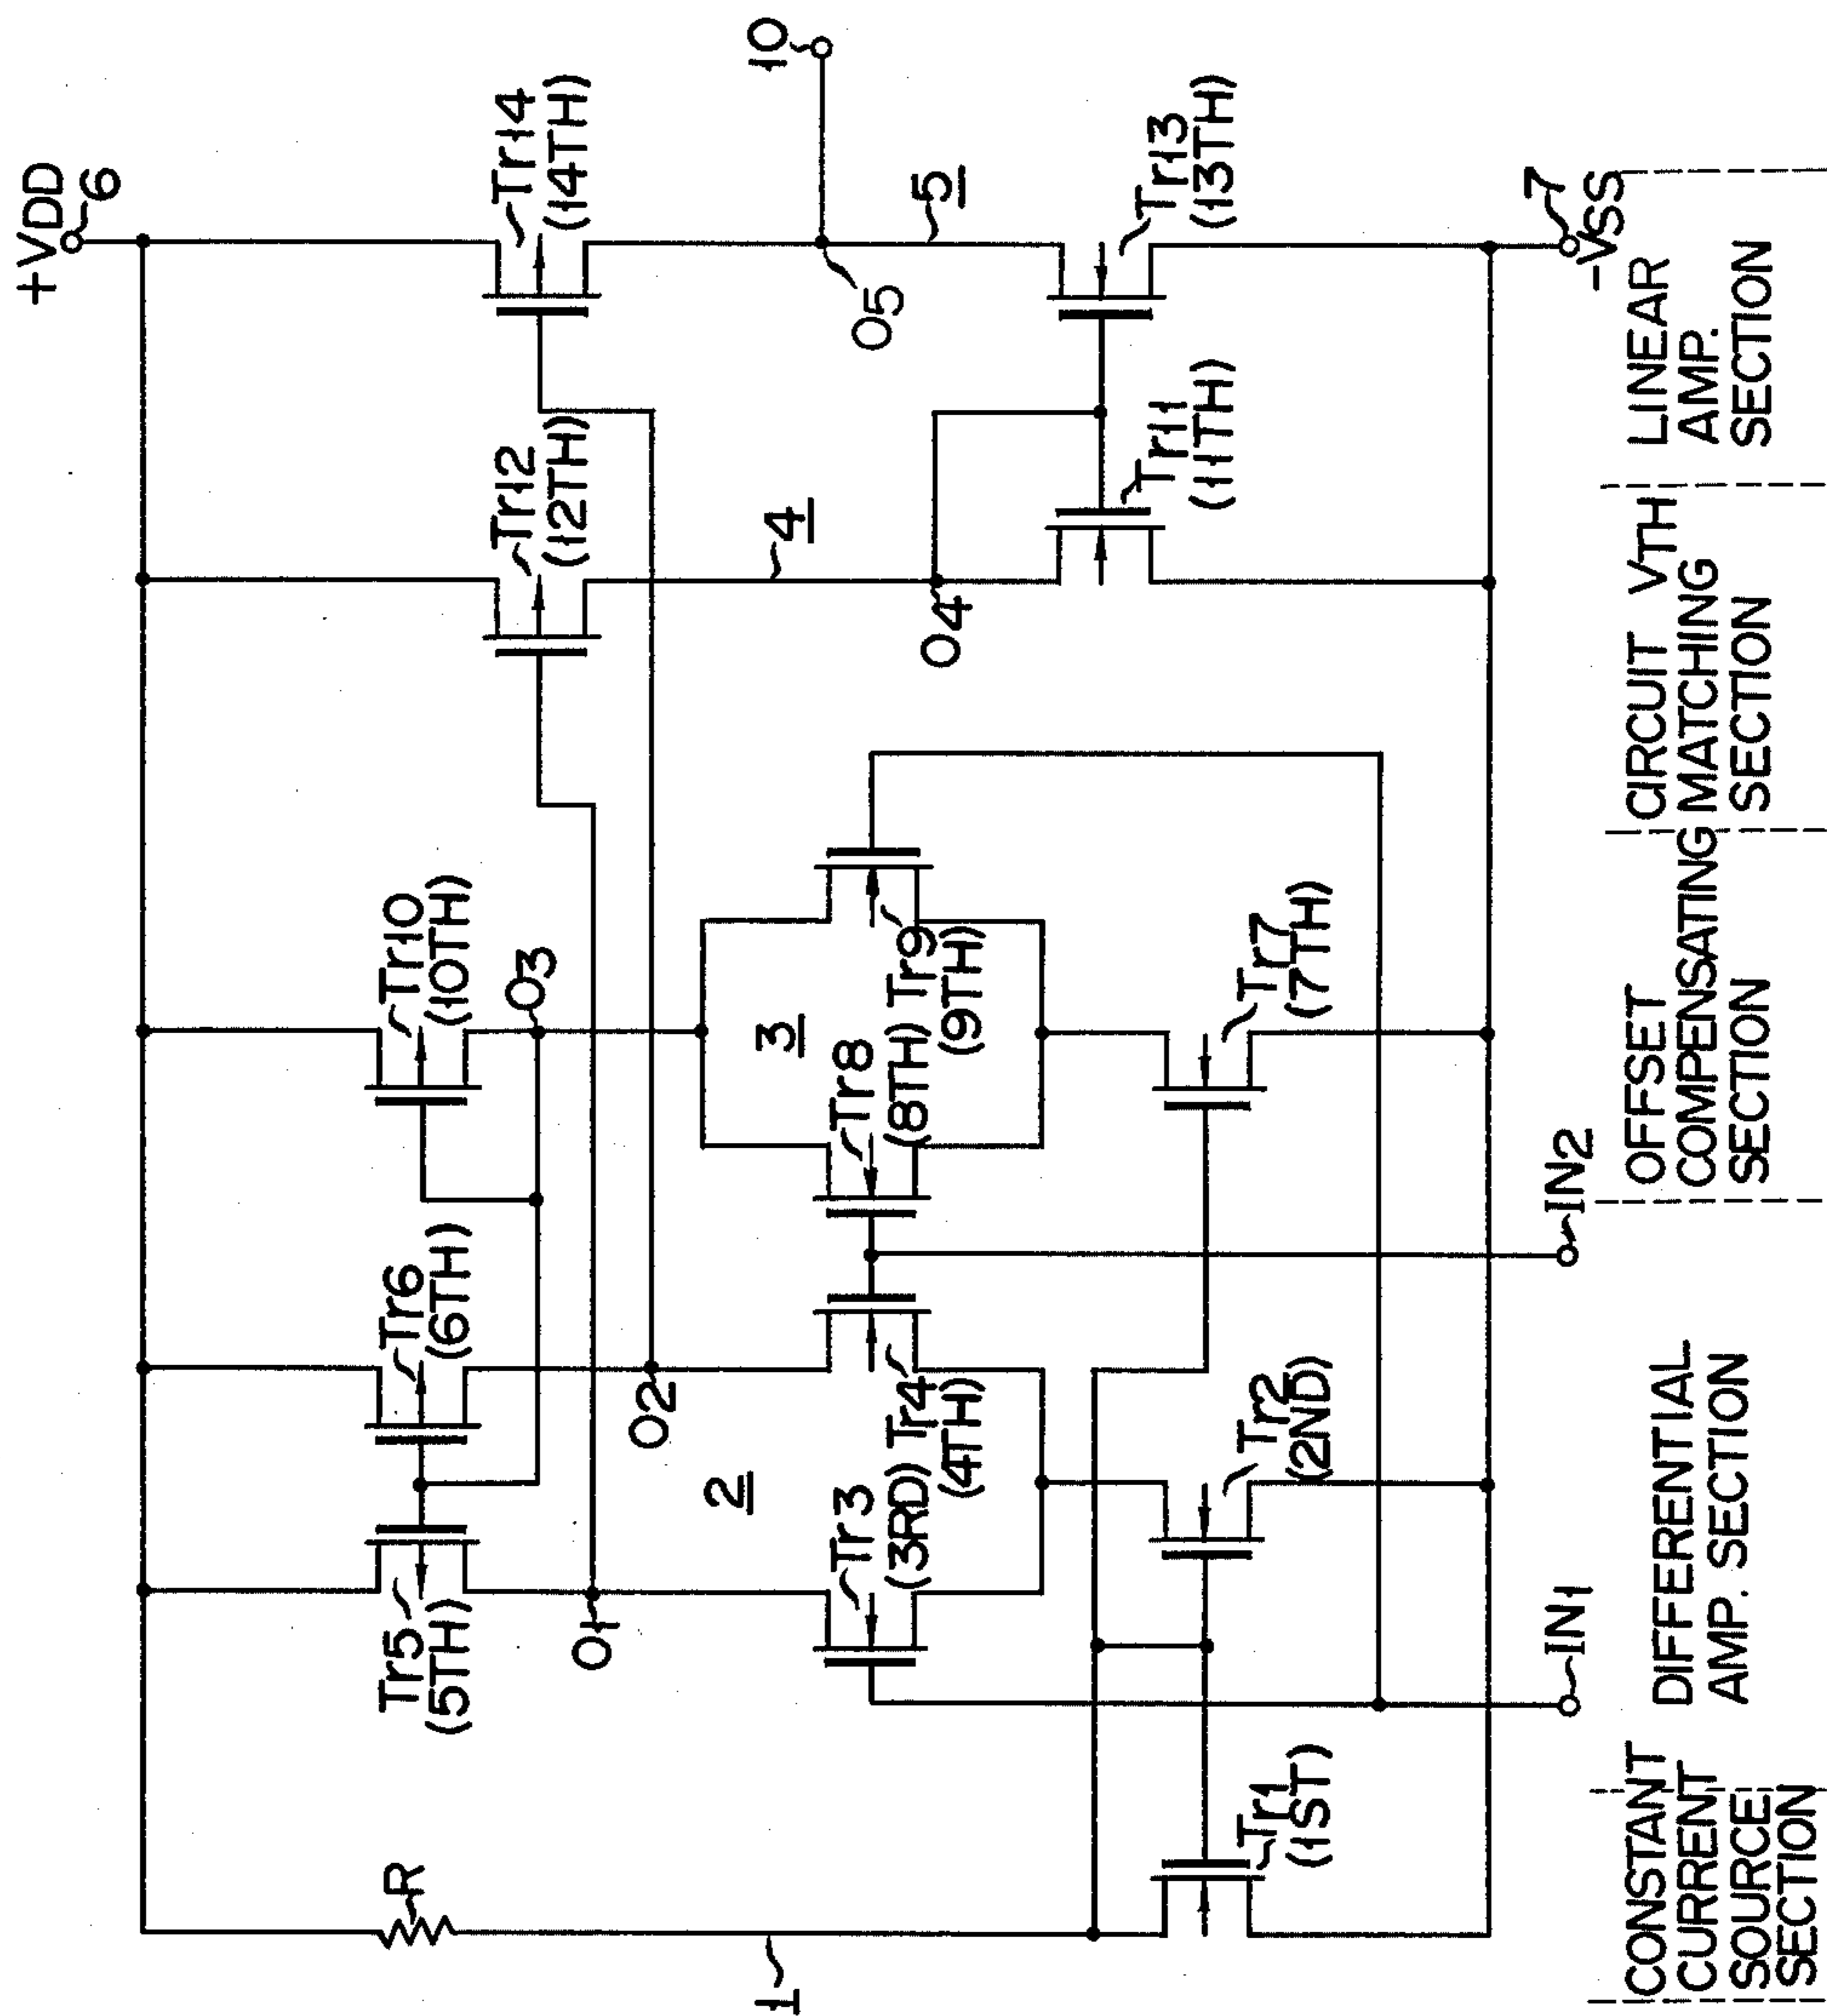 +VDD
6
Tr14
(14TH)
10
Tr12
(12TH)
Tr10
(10TH)
Tr6
(6TH)
Tr5
(5TH)
R
O3
O5
5
4
O4
O1
O2
2
3
1
Tr3
(3RD)
Tr4
(4TH)
Tr8
(8TH)
Tr9
(9TH)
Tr11
(11TH)
Tr13
(13TH)
Tr1
(1ST)
Tr2
(2ND)
Tr7
(7TH)
IN1
IN2
7
-VSS
CONSTANT
CURRENT
SOURCE
SECTION
DIFFERENTIAL
AMP. SECTION
OFFSET
COMPENSATING
SECTION
CIRCUIT VTH
MATCHING
SECTION
LINEAR
AMP.
SECTION